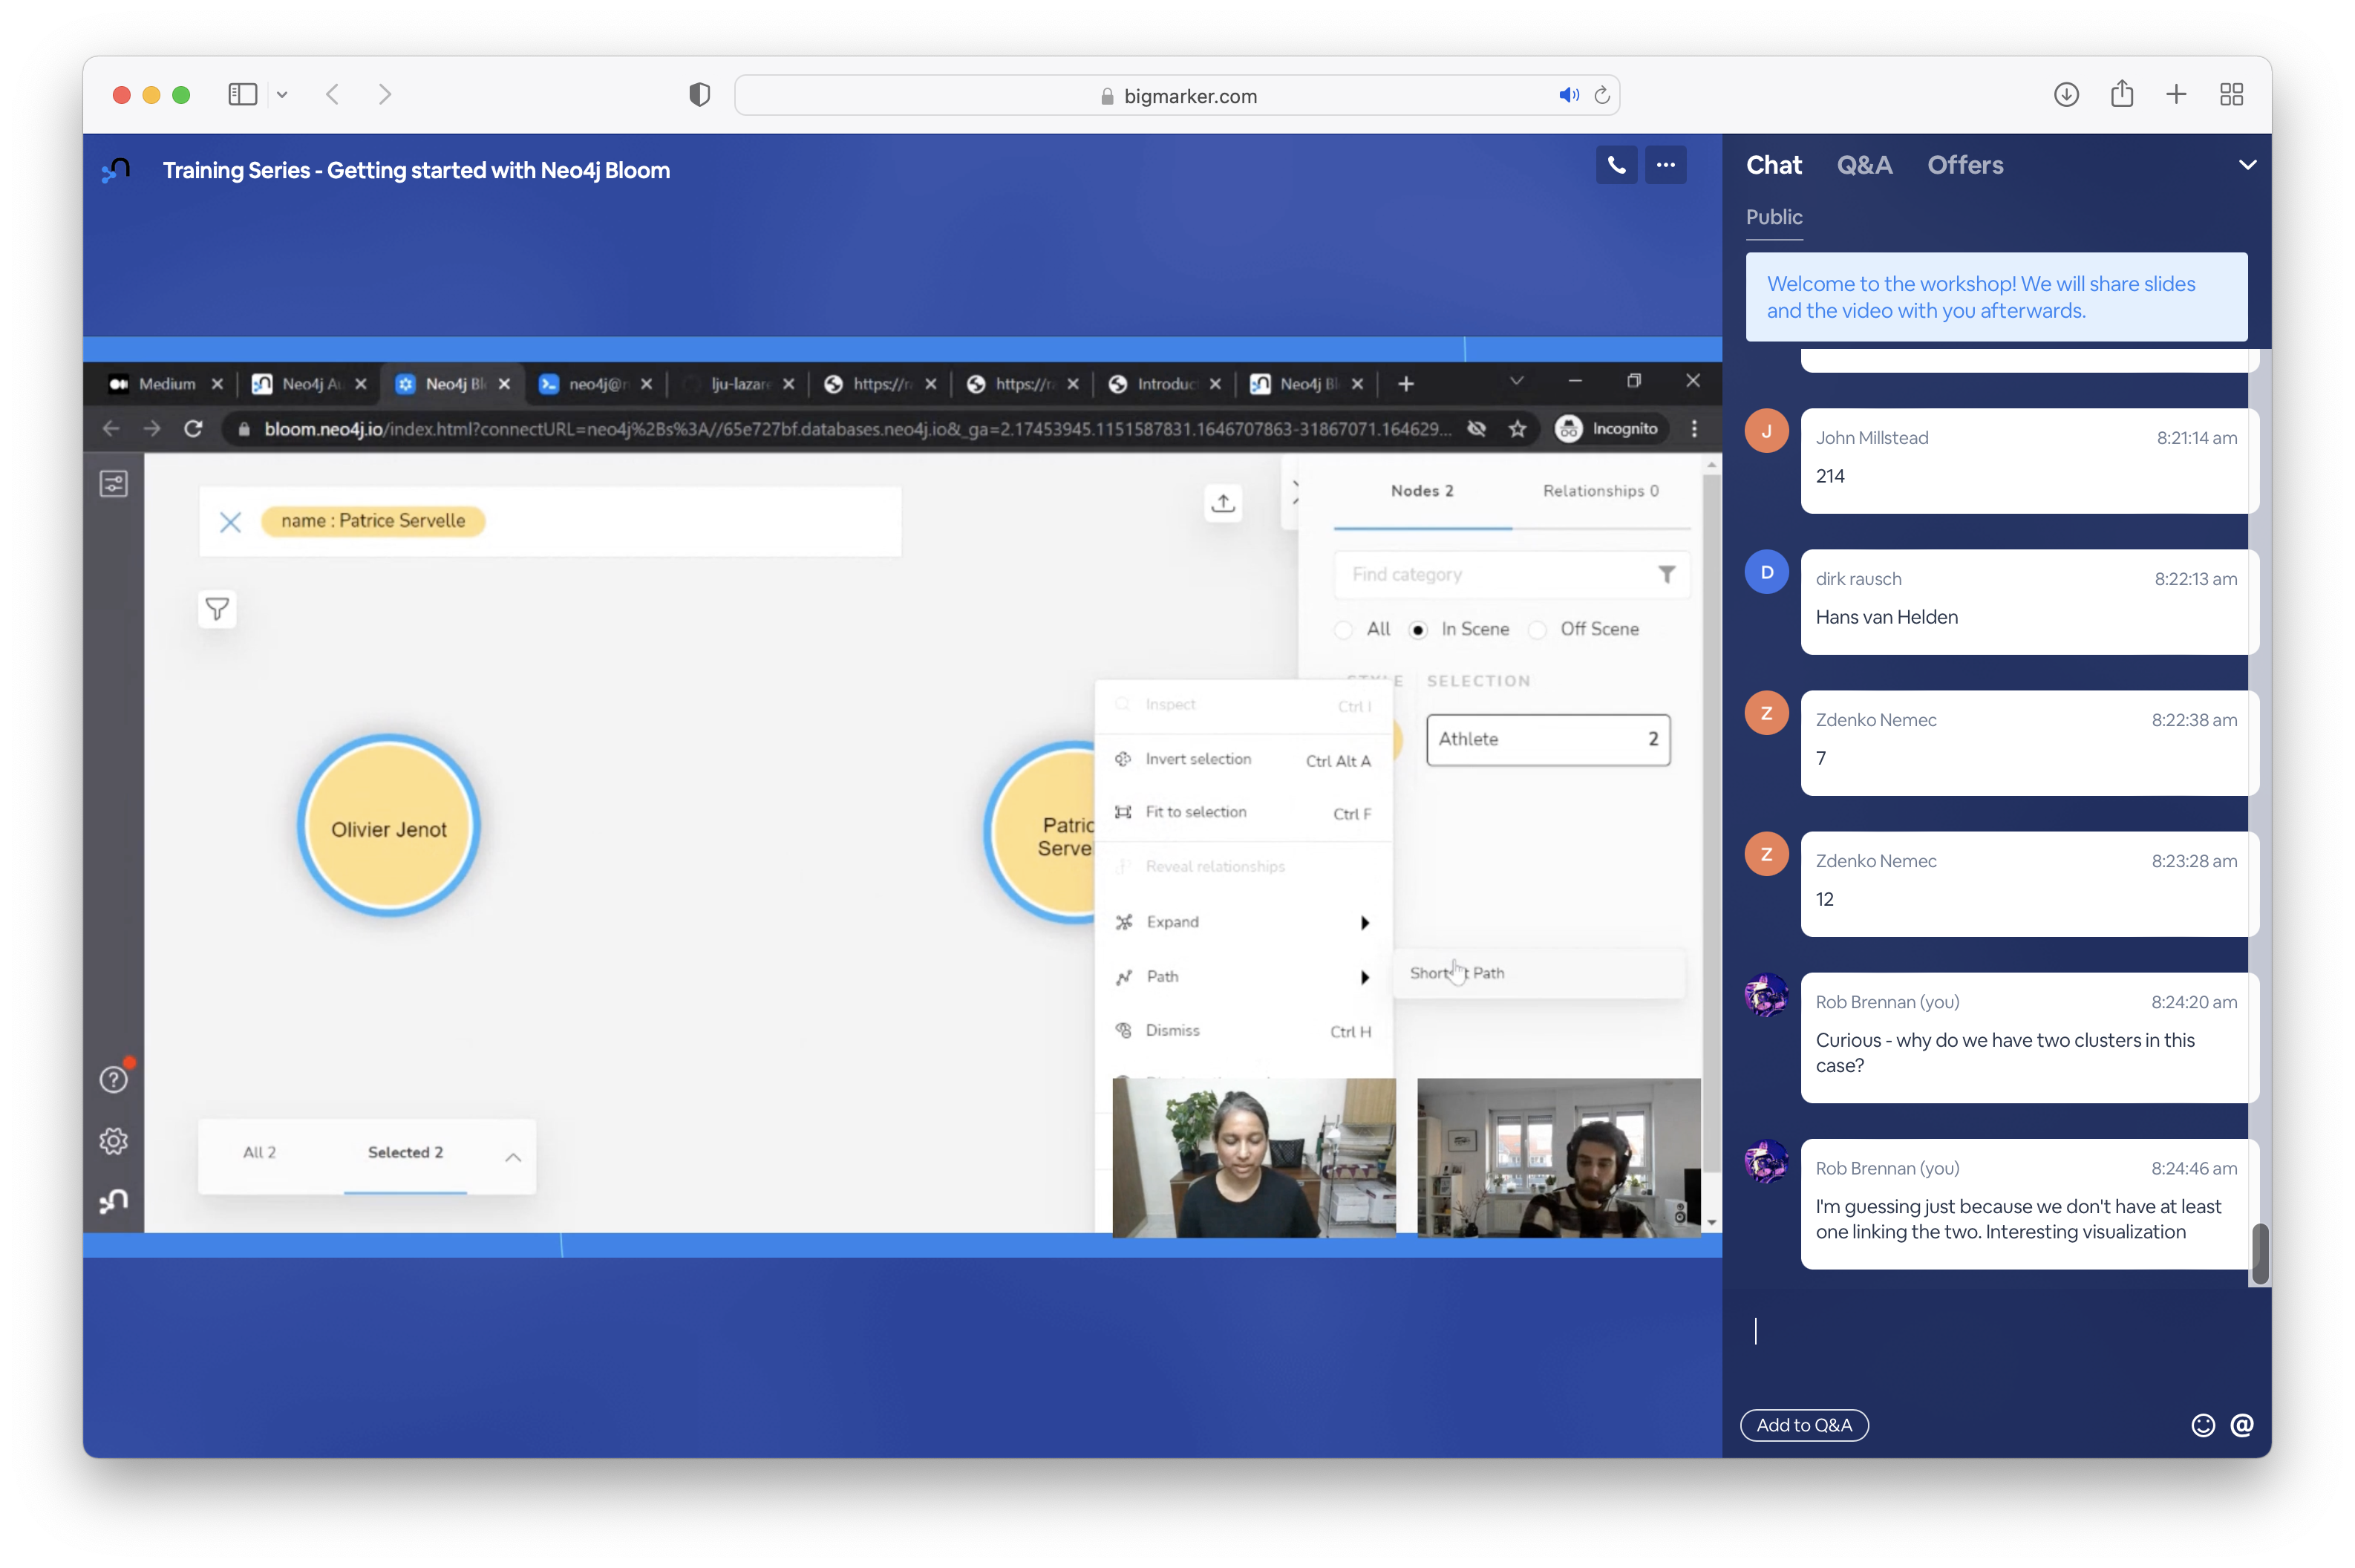 bigmarker.com
Training Series - Getting started with Neo4j Bloom
Medium
Neo4j Au
Neo4j Bl
neo4j@n
lju-lazare
https://ra
https://ra
Introduc
Neo4j Bl
bloom.neo4j.io/index.html?connectURL=neo4j%2Bs%3A//65e727bf.databases.neo4j.io&_ga=2.17453945.1151587831.1646707863-31867071.164629...
Incognito
name : Patrice Servelle
Nodes 2
Relationships 0
Find category
All
In Scene
Off Scene
SELECTION
Athlete 2
Olivier Jenot
Inspect Ctrl I
Invert selection Ctrl Alt A
Fit to selection Ctrl F
Reveal relationships
Expand
Path
Dismiss Ctrl H
Path
All 2
Selected 2
Chat
Q&A
Offers
Public
Welcome to the workshop! We will share slides
and the video with you afterwards.
J
John Millstead 8:21:14 am
214
D
dirk rausch 8:22:13 am
Hans van Helden
Z
Zdenko Nemec 8:22:38 am
7
Z
Zdenko Nemec 8:23:28 am
12
Rob Brennan (you) 8:24:20 am
Curious - why do we have two clusters in this
case?
Rob Brennan (you) 8:24:46 am
I'm guessing just because we don't have at least
one linking the two. Interesting visualization
Add to Q&A